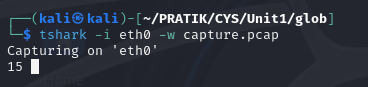 ┌──(kali㉿kali)-[~/PRATIK/CYS/Unit1/glob]
└─$ tshark -i eth0 -w capture.pcap
Capturing on 'eth0'
15